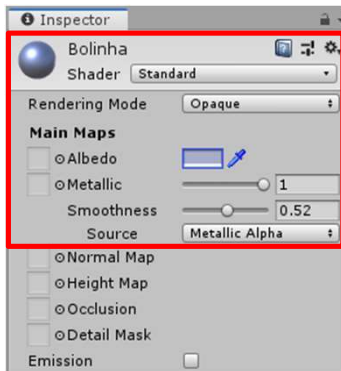 Inspector
Bolinha
Shader Standard
Rendering Mode Opaque
Main Maps
Albedo
Metallic 1
Smoothness 0.52
Source Metallic Alpha
Normal Map
Height Map
Occlusion
Detail Mask
Emission